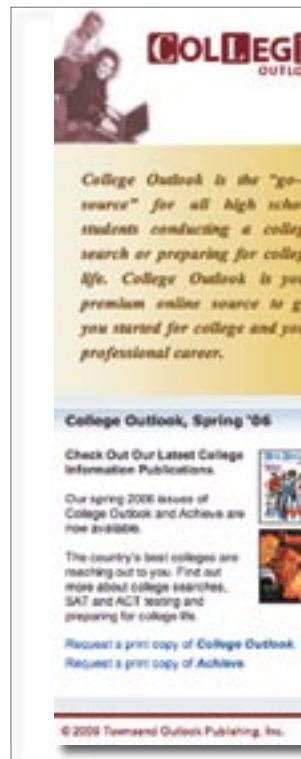 COLLEG
OUTLO
College Outlook is the "go-
source" for all high scho
students conducting a colleg
search or preparing for colleg
life. College Outlook is you
premium online source to g
you started for college and you
professional career.
College Outlook, Spring '06
Check Out Our Latest College
Information Publications.
Our spring 2006 issues of
College Outlook and Achieve are
now available.
The country's best colleges are
reaching out to you. Find out
more about college searches,
SAT and ACT testing and
preparing for college life.
Request a print copy of College Outlook.
Request a print copy of Achieve.
Townsend Outlook Publishing, Inc.